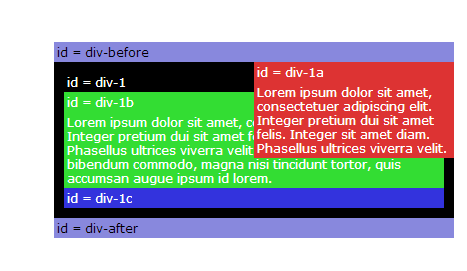 id = div-before
id = div-1a
Lorem ipsum dolor sit amet,
consectetuer adipiscing elit.
Integer pretium dui sit amet
felis. Integer sit amet diam.
Phasellus ultrices viverra velit.
id = div-1
id = div-1b
Lorem ipsum dolor sit amet,
Integer pretium dui sit amet
Phasellus ultrices viverra velit
bibendum commodo, magna nisi tincidunt tortor, quis
accumsan augue ipsum id lorem.
id = div-1c
id = div-after